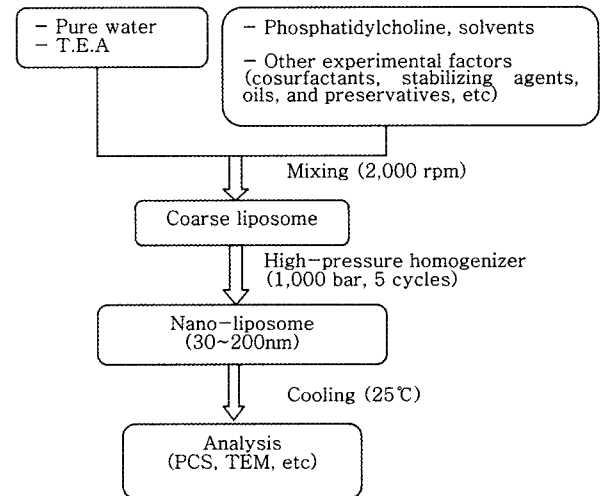 - Pure water
- T.E.A
- Phosphatidylcholine, solvents
- Other experimental factors
(cosurfactants, stabilizing agents,
oils, and preservatives, etc)
Mixing (2,000 rpm)
Coarse liposome
High-pressure homogenizer
(1,000 bar, 5 cycles)
Nano-liposome
(30~200nm)
Cooling (25℃)
Analysis
(PCS, TEM, etc)